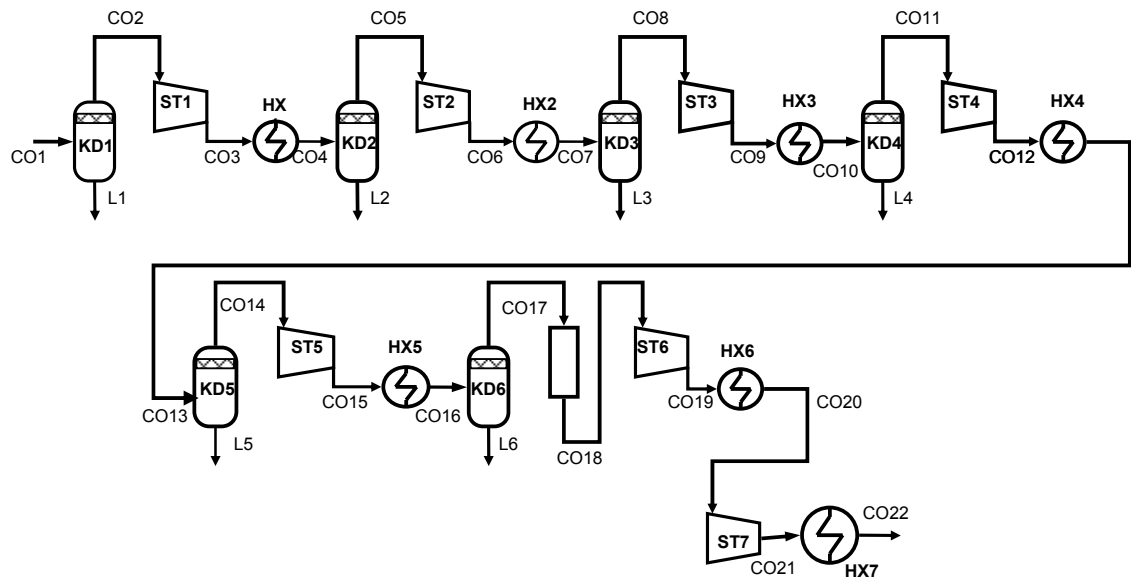 CO2
CO5
CO8
CO11
ST1
HX
ST2
HX2
ST3
HX3
ST4
HX4
CO1
KD1
CO3
CO4
KD2
CO6
CO7
KD3
CO9
CO10
KD4
CO12
L1
L2
L3
L4
CO14
CO17
ST5
HX5
ST6
HX6
CO13
KD5
CO15
CO16
KD6
CO19
CO20
L5
L6
CO18
ST7
CO21
HX7
CO22